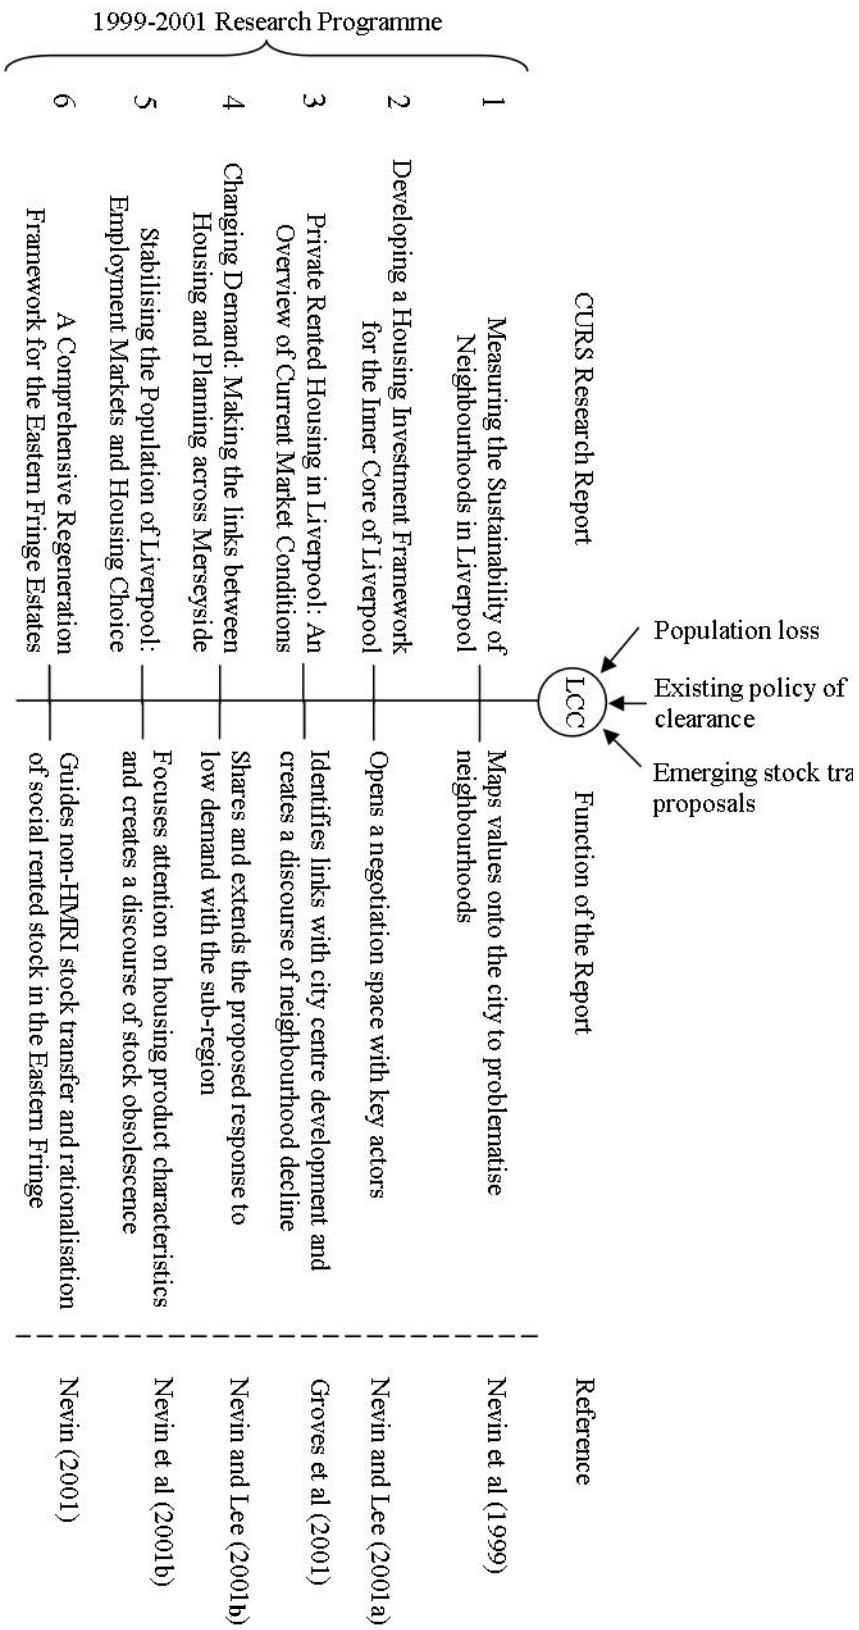 1999-2001 Research Programme
Population loss
Existing policy of
clearance
Emerging stock tra
proposals
LCC
CURS Research Report
Function of the Report
Reference
1
Measuring the Sustainability of
Neighbourhoods in Liverpool
Maps values onto the city to problematise
neighbourhoods
Nevin et al (1999)
2
Developing a Housing Investment Framework
for the Inner Core of Liverpool
Opens a negotiation space with key actors
Nevin and Lee (2001a)
3
Private Rented Housing in Liverpool: An
Overview of Current Market Conditions
Identifies links with city centre development and
creates a discourse of neighbourhood decline
Groves et al (2001)
4
Changing Demand: Making the links between
Housing and Planning across Merseyside
Shares and extends the proposed response to
low demand with the sub-region
Nevin and Lee (2001b)
5
Stabilising the Population of Liverpool:
Employment Markets and Housing Choice
Focuses attention on housing product characteristics
and creates a discourse of stock obsolescence
Nevin et al (2001b)
6
A Comprehensive Regeneration
Framework for the Eastern Fringe Estates
Guides non-HMRI stock transfer and rationalisation
of social rented stock in the Eastern Fringe
Nevin (2001)